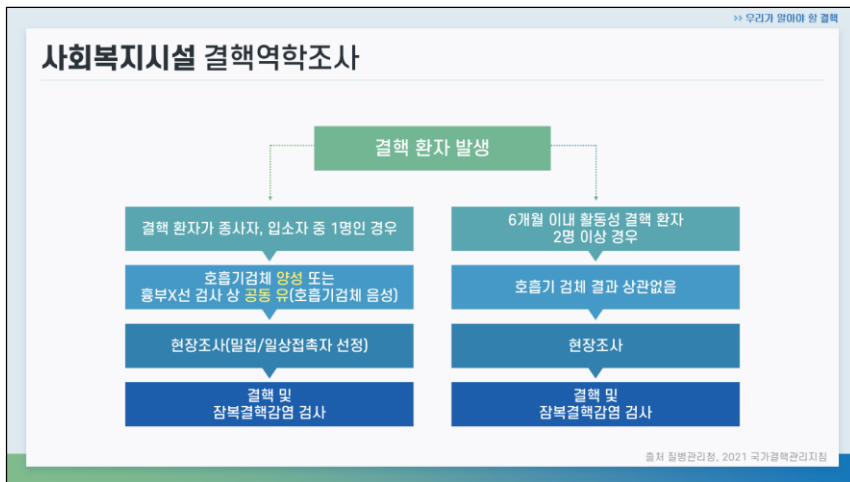 >> 우리가 알아야 할 결핵
사회복지시설 결핵역학조사
결핵 환자 발생
결핵 환자가 종사자, 입소자 중 1명인 경우
호흡기검체 양성 또는
흉부X선 검사 상 공동 유(호흡기검체 음성)
현장조사(밀접/일상접촉자 선정)
결핵 및
잠복결핵감염 검사
6개월 이내 활동성 결핵 환자
2명 이상 경우
호흡기 검체 결과 상관없음
현장조사
결핵 및
잠복결핵감염 검사
출처 질병관리청, 2021 국가결핵관리지침